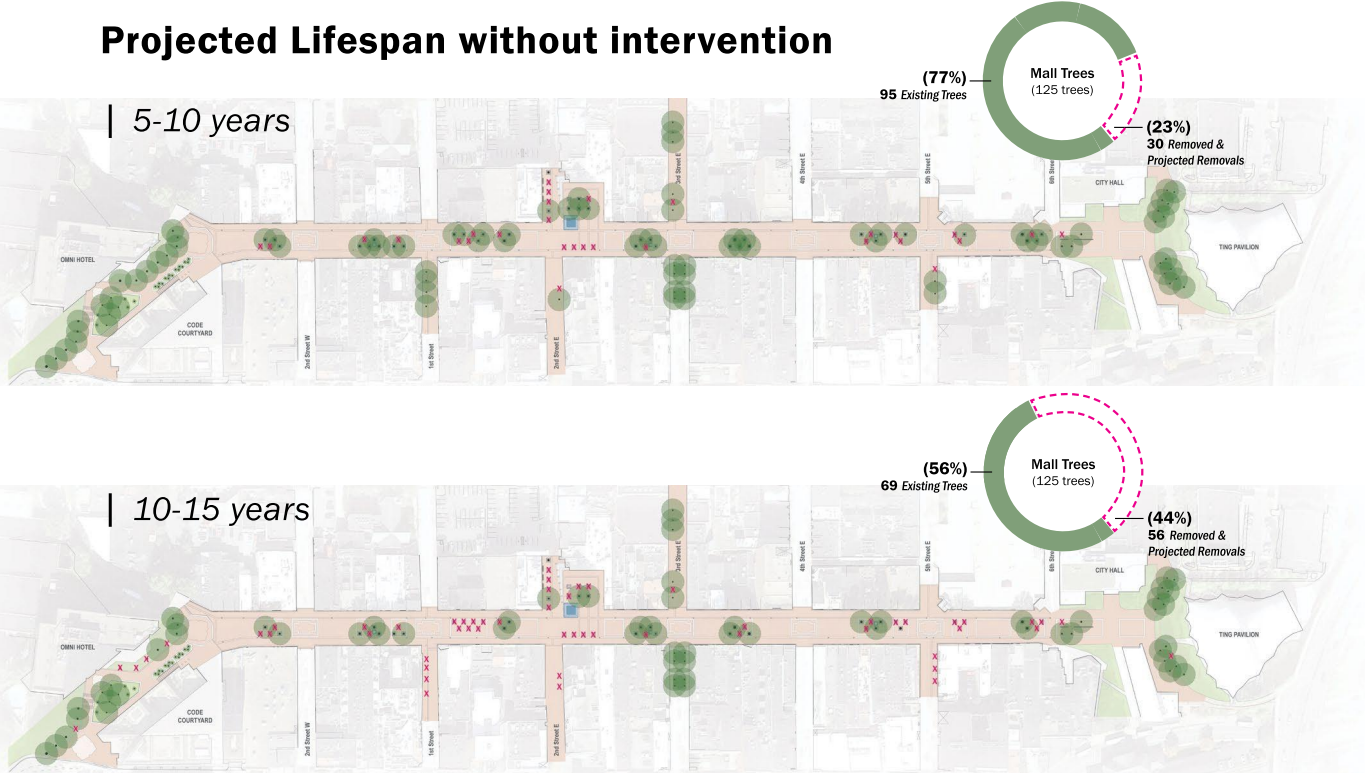 Projected Lifespan without intervention
5-10 years
Mall Trees
(125 trees)
(77%)
95 Existing Trees
(23%)
30 Removed &
Projected Removals
3rd Street E
4th Street E
5th Street E
6th Street
CITY HALL
TING PAVILION
OMNI HOTEL
CODE
COURTYARD
2nd Street W
1st Street
2nd Street E
10-15 years
Mall Trees
(125 trees)
(56%)
69 Existing Trees
(44%)
56 Removed &
Projected Removals
3rd Street E
4th Street E
5th Street E
6th Street
CITY HALL
TING PAVILION
OMNI HOTEL
CODE
COURTYARD
2nd Street W
1st Street
2nd Street E